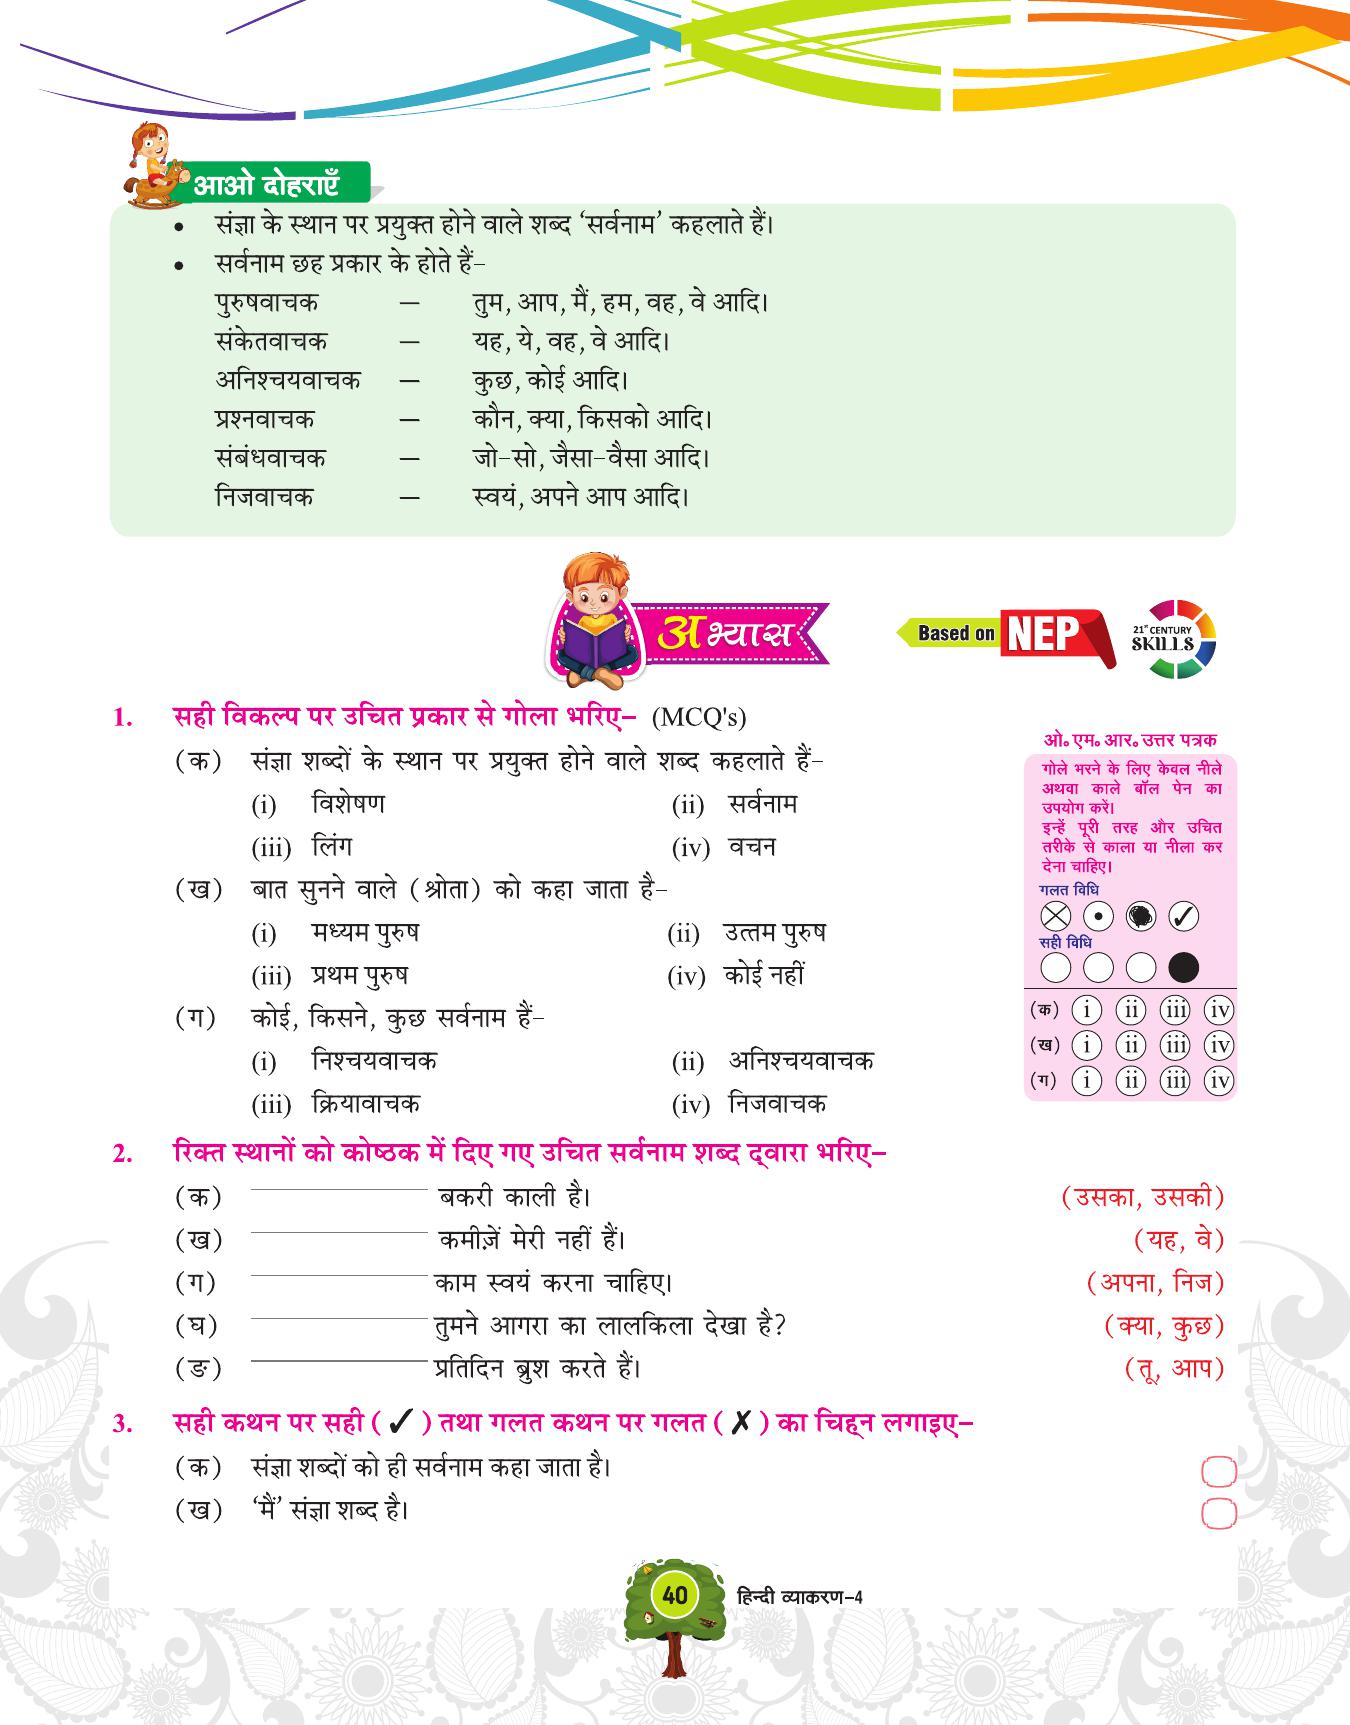 आओ दोहराएँ
• संज्ञा के स्थान पर प्रयुक्त होने वाले शब्द ‘सर्वनाम’ कहलाते हैं।
• सर्वनाम छह प्रकार के होते हैं–
पुरुषवाचक — तुम, आप, मैं, हम, वह, वे आदि।
संकेतवाचक — यह, ये, वह, वे आदि।
अनिश्चयवाचक — कुछ, कोई आदि।
प्रश्नवाचक — कौन, क्या, किसको आदि।
संबंधवाचक — जो–सो, जैसा–वैसा आदि।
निजवाचक — स्वयं, अपने आप आदि।
अभ्यास
Based on NEP
21st CENTURY
SKILLS
1. सही विकल्प पर उचित प्रकार से गोला भरिए– (MCQ's)
(क) संज्ञा शब्दों के स्थान पर प्रयुक्त होने वाले शब्द कहलाते हैं–
(i) विशेषण (ii) सर्वनाम
(iii) लिंग (iv) वचन
(ख) बात सुनने वाले (श्रोता) को कहा जाता है–
(i) मध्यम पुरुष (ii) उत्तम पुरुष
(iii) प्रथम पुरुष (iv) कोई नहीं
(ग) कोई, किसने, कुछ सर्वनाम हैं–
(i) निश्चयवाचक (ii) अनिश्चयवाचक
(iii) क्रियावाचक (iv) निजवाचक
ओ॰ एम॰ आर॰ उत्तर पत्रक
गोले भरने के लिए केवल नीले
अथवा काले बॉल पेन का
उपयोग करें।
इन्हें पूरी तरह और उचित
तरीके से काला या नीला कर
देना चाहिए।
गलत विधि
सही विधि
(क) i ii iii iv
(ख) i ii iii iv
(ग) i ii iii iv
2. रिक्त स्थानों को कोष्ठक में दिए गए उचित सर्वनाम शब्द द्वारा भरिए–
(क) ____________ बकरी काली है। (उसका, उसकी)
(ख) ____________ कमीज़ें मेरी नहीं हैं। (यह, वे)
(ग) ____________ काम स्वयं करना चाहिए। (अपना, निज)
(घ) ____________ तुमने आगरा का लालकिला देखा है? (क्या, कुछ)
(ङ) ____________ प्रतिदिन ब्रुश करते हैं। (तू, आप)
3. सही कथन पर सही (✓) तथा गलत कथन पर गलत (✗) का चिह्न लगाइए–
(क) संज्ञा शब्दों को ही सर्वनाम कहा जाता है।
(ख) ‘मैं’ संज्ञा शब्द है।
40 हिन्दी व्याकरण–4